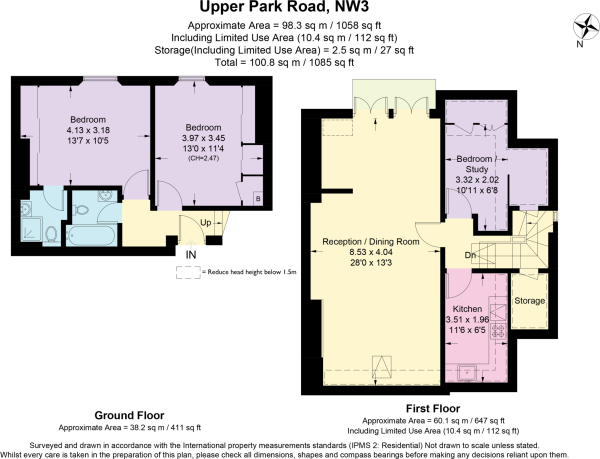 Upper Park Road, NW3
Approximate Area = 98.3 sq m / 1058 sq ft
Including Limited Use Area (10.4 sq m / 112 sq ft)
Storage(Including Limited Use Area) = 2.5 sq m / 27 sq ft
Total = 100.8 sq m / 1085 sq ft
N
Bedroom
4.13 x 3.18
13'7 x 10'5
Bedroom
3.97 x 3.45
13'0 x 11'4
(CH=2.47)
B
Up
IN
= Reduce head height below 1.5m
Bedroom /
Study
3.32 x 2.02
10'11 x 6'8
Reception / Dining Room
8.53 x 4.04
28'0 x 13'3
Dn
Kitchen
3.51 x 1.96
11'6 x 6'5
Storage
Ground Floor
Approximate Area = 38.2 sq m / 411 sq ft
First Floor
Approximate Area = 60.1 sq m / 647 sq ft
Including Limited Use Area (10.4 sq m / 112 sq ft)
Surveyed and drawn in accordance with the International property measurements standards (IPMS 2: Residential) Not drawn to scale unless stated.
Whilst every care is taken in the preparation of this plan, please check all dimensions, shapes and compass bearings before making any decisions reliant upon them.